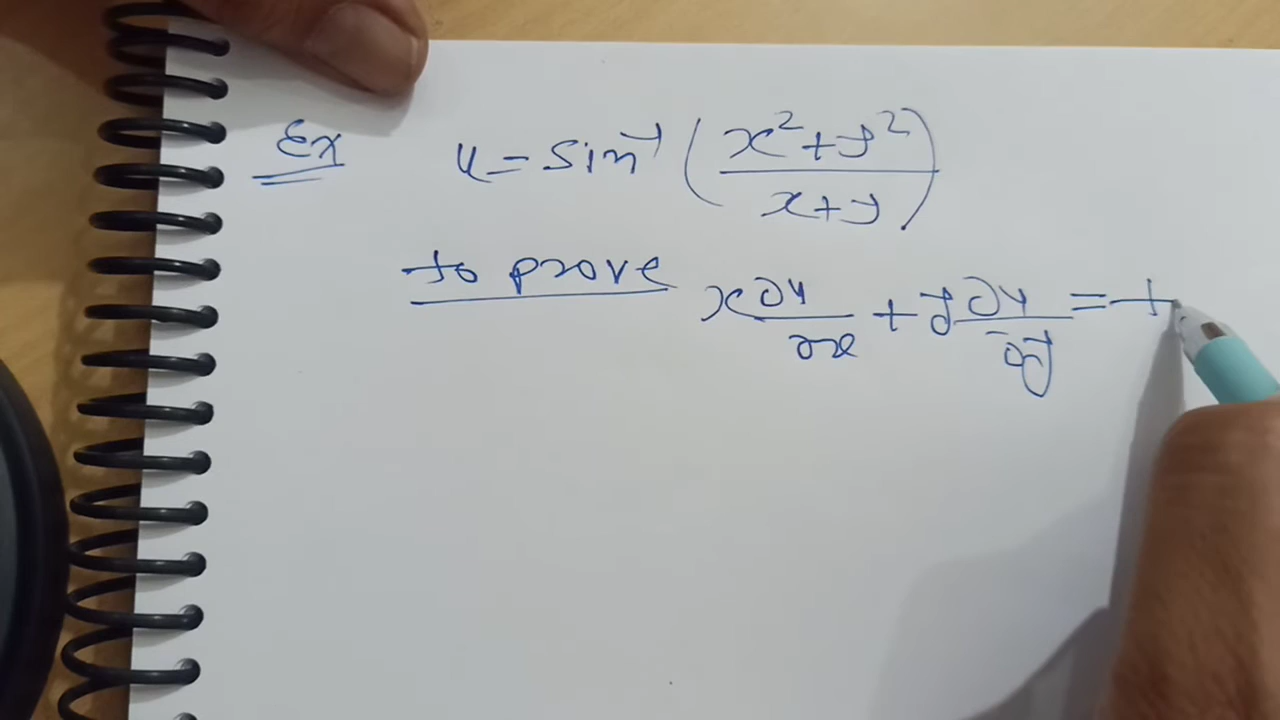 Ex u = sin⁻¹ (x² + y² / x + y)
to prove x ∂u/∂x + y ∂u/∂y = t